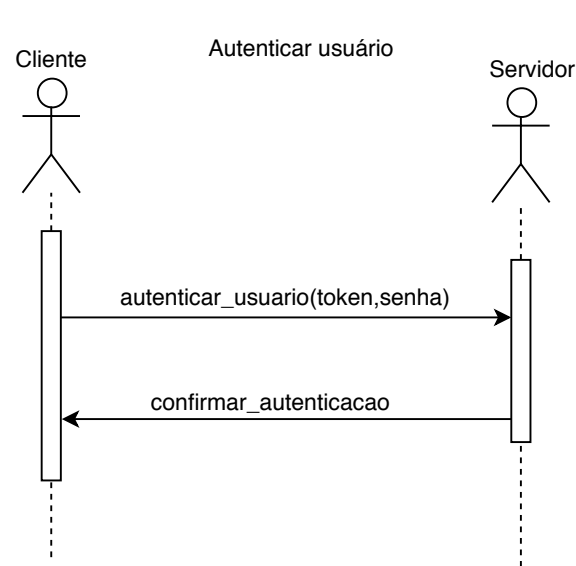 Autenticar usuário
Cliente
Servidor
autenticar_usuario(token,senha)
confirmar_autenticacao